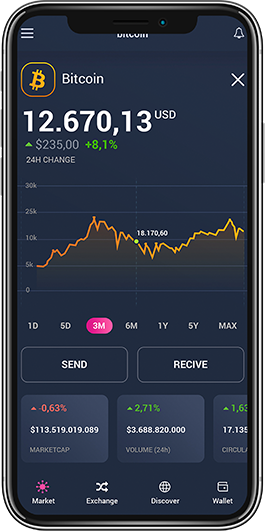 bitcoin
Bitcoin
12.670,13 USD
$235,00 +8,1%
24H CHANGE
30k
25k
18.170,60
10k
5k
0
1D 5D 3M 6M 1Y 5Y MAX
SEND RECIVE
-0,63% 2,71% 1,63
$113.519.019.089 $3.688.820.000 17.135
MARKETCAP VOLUME (24h) CIRCULA
Market Exchange Discover Wallet